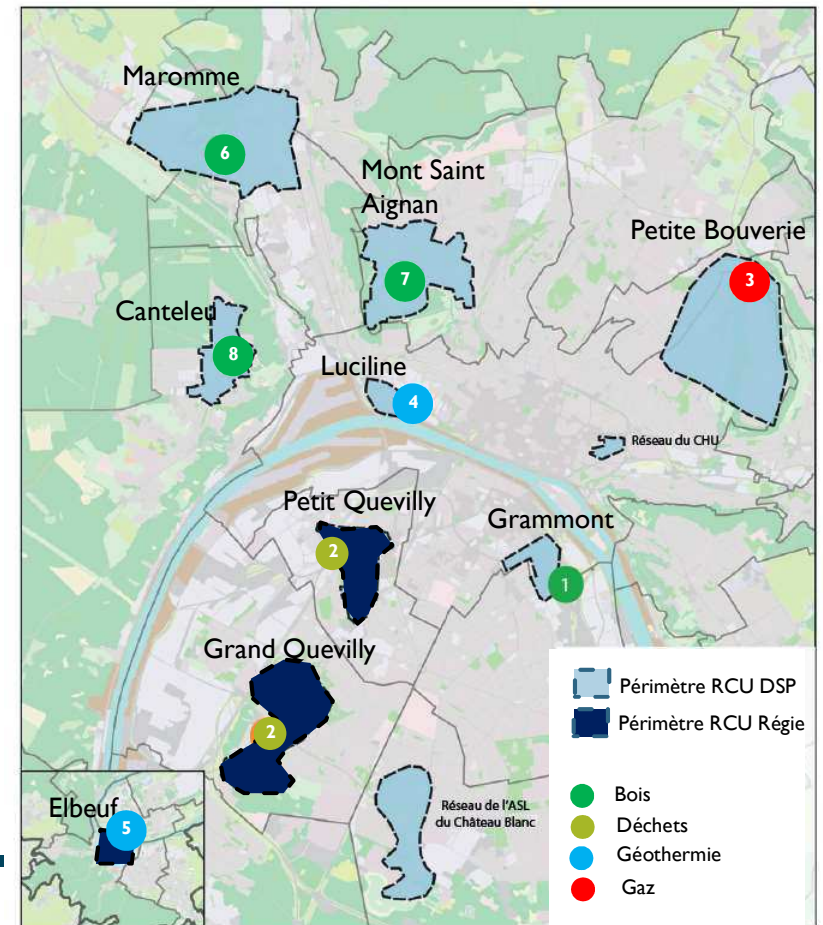 Maromme
6
Mont Saint
Aignan
7
Petite Bouverie
3
Canteleu
8
Luciline
4
Réseau du CHU
Petit Quevilly
2
Grammont
1
Grand Quevilly
2
Périmètre RCU DSP
Périmètre RCU Régie
Elbeuf
5
Réseau de l'ASL
du Château Blanc
Bois
Déchets
Géothermie
Gaz